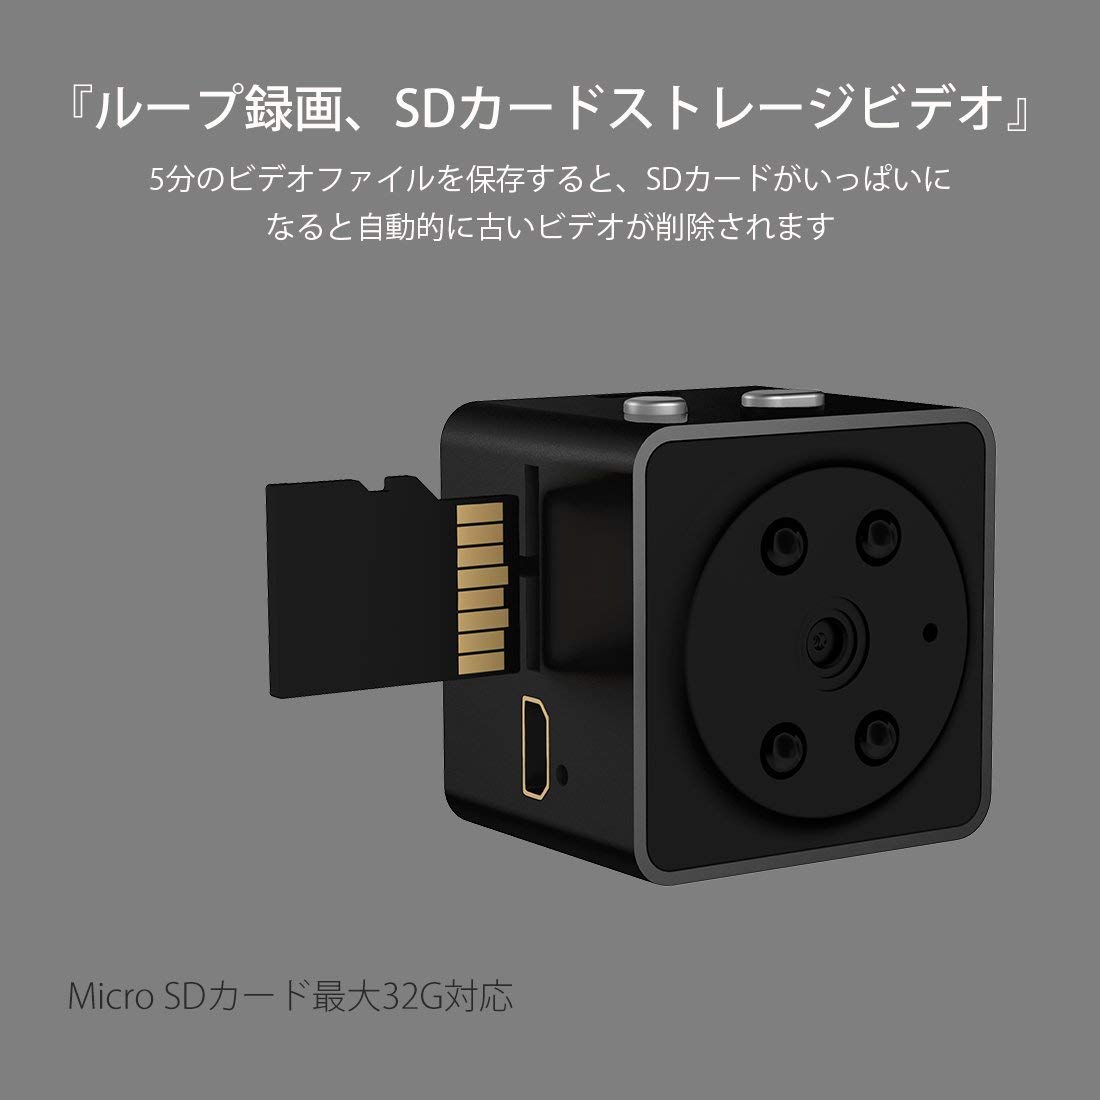 『ループ録画、SDカードストレージビデオ』
5分のビデオファイルを保存すると、SDカードがいっぱいに
なると自動的に古いビデオが削除されます
Micro SDカード最大32G対応